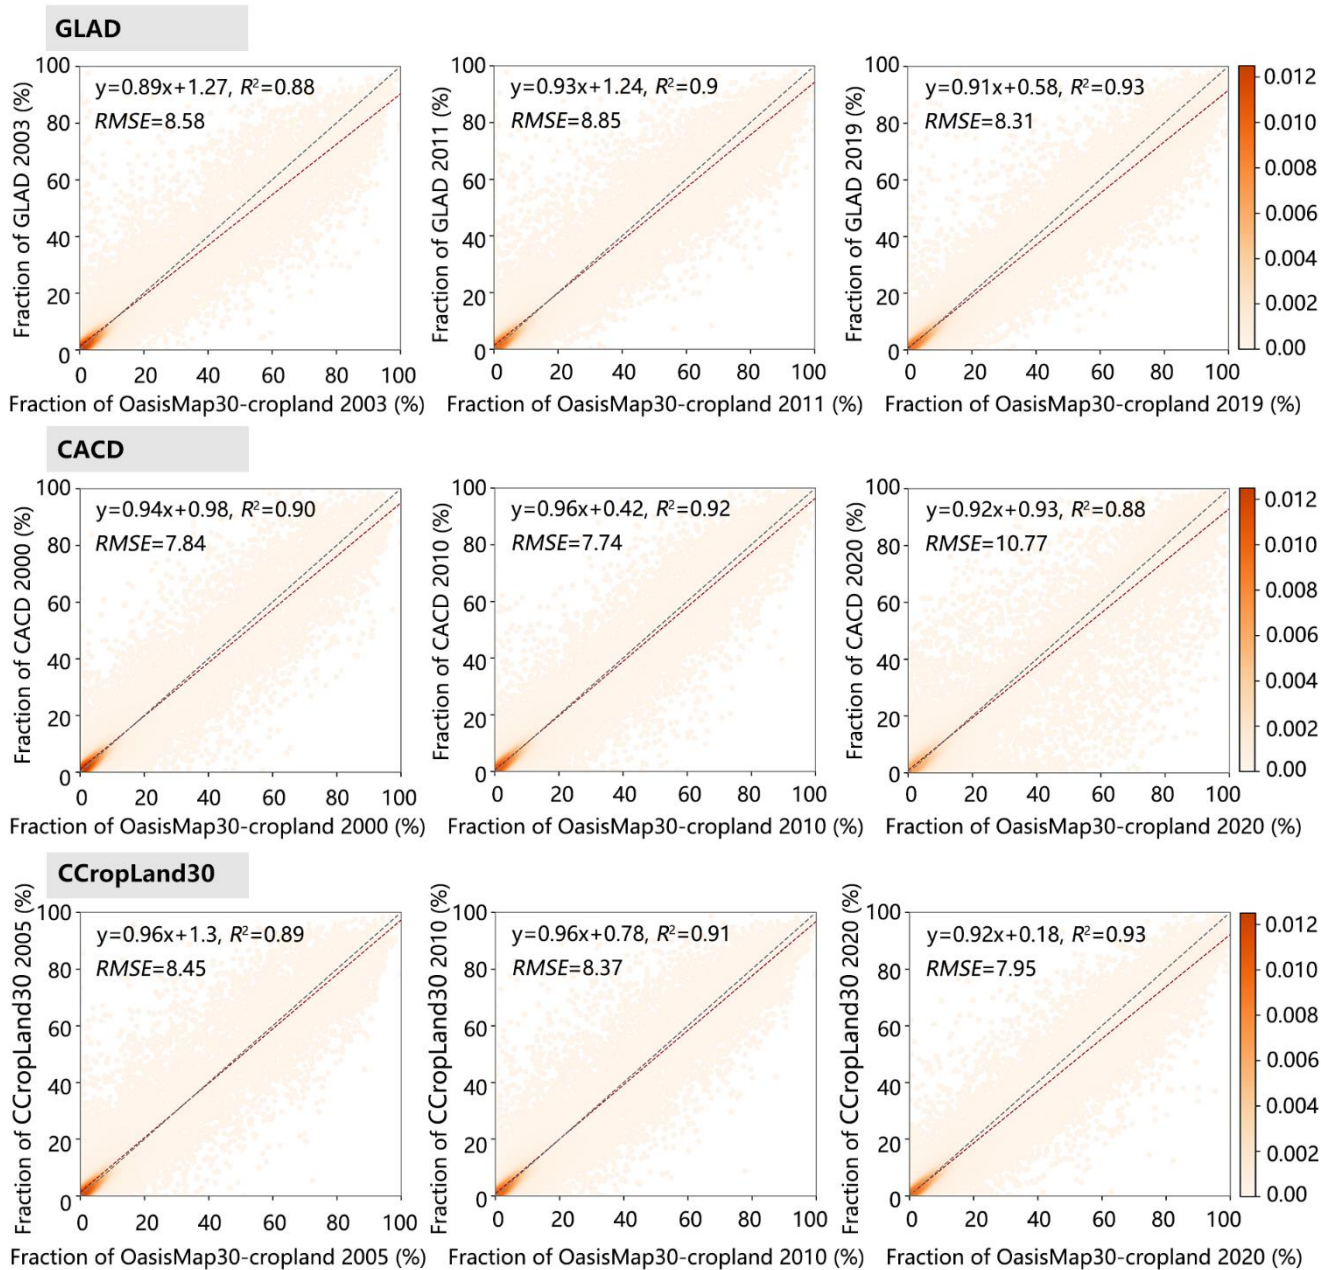 GLAD
y=0.89x+1.27, R²=0.88
RMSE=8.58
Fraction of GLAD 2003 (%)
100
80
60
40
20
0
0 20 40 60 80 100
Fraction of OasisMap30-cropland 2003 (%)
y=0.93x+1.24, R²=0.9
RMSE=8.85
Fraction of GLAD 2011 (%)
100
80
60
40
20
0
0 20 40 60 80 100
Fraction of OasisMap30-cropland 2011 (%)
y=0.91x+0.58, R²=0.93
RMSE=8.31
Fraction of GLAD 2019 (%)
100
80
60
40
20
0
0 20 40 60 80 100
Fraction of OasisMap30-cropland 2019 (%)
0.012
0.010
0.008
0.006
0.004
0.002
0.00
CACD
y=0.94x+0.98, R²=0.90
RMSE=7.84
Fraction of CACD 2000 (%)
100
80
60
40
20
0
0 20 40 60 80 100
Fraction of OasisMap30-cropland 2000 (%)
y=0.96x+0.42, R²=0.92
RMSE=7.74
Fraction of CACD 2010 (%)
100
80
60
40
20
0
0 20 40 60 80 100
Fraction of OasisMap30-cropland 2010 (%)
y=0.92x+0.93, R²=0.88
RMSE=10.77
Fraction of CACD 2020 (%)
100
80
60
40
20
0
0 20 40 60 80 100
Fraction of OasisMap30-cropland 2020 (%)
0.012
0.010
0.008
0.006
0.004
0.002
0.00
CCropLand30
y=0.96x+1.3, R²=0.89
RMSE=8.45
Fraction of CCropLand30 2005 (%)
100
80
60
40
20
0
0 20 40 60 80 100
Fraction of OasisMap30-cropland 2005 (%)
y=0.96x+0.78, R²=0.91
RMSE=8.37
Fraction of CCropLand30 2010 (%)
100
80
60
40
20
0
0 20 40 60 80 100
Fraction of OasisMap30-cropland 2010 (%)
y=0.92x+0.18, R²=0.93
RMSE=7.95
Fraction of CCropLand30 2020 (%)
100
80
60
40
20
0
0 20 40 60 80 100
Fraction of OasisMap30-cropland 2020 (%)
0.012
0.010
0.008
0.006
0.004
0.002
0.00